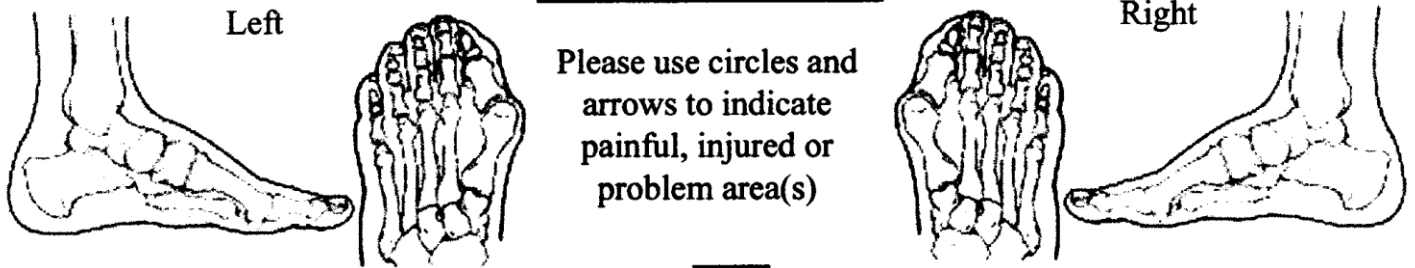 Left
Right
Please use circles and
arrows to indicate
painful, injured or
problem area(s)